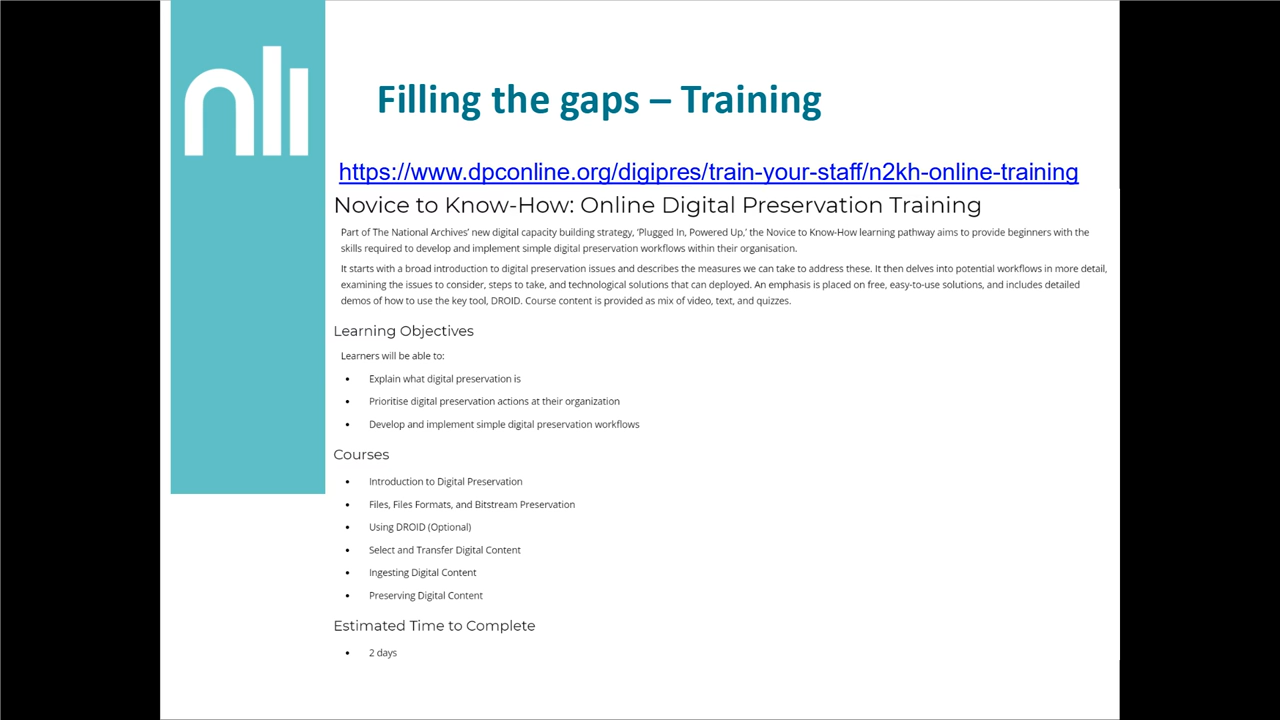 nli
Filling the gaps – Training
https://www.dpconline.org/digipres/train-your-staff/n2kh-online-training
Novice to Know-How: Online Digital Preservation Training
Part of The National Archives’ new digital capacity building strategy, ‘Plugged In, Powered Up,’ the Novice to Know-How learning pathway aims to provide beginners with the
skills required to develop and implement simple digital preservation workflows within their organisation.
It starts with a broad introduction to digital preservation issues and describes the measures we can take to address these. It then delves into potential workflows in more detail,
examining the issues to consider, steps to take, and technological solutions that can deployed. An emphasis is placed on free, easy-to-use solutions, and includes detailed
demos of how to use the key tool, DROID. Course content is provided as mix of video, text, and quizzes.
Learning Objectives
Learners will be able to:
• Explain what digital preservation is
• Prioritise digital preservation actions at their organization
• Develop and implement simple digital preservation workflows
Courses
• Introduction to Digital Preservation
• Files, Files Formats, and Bitstream Preservation
• Using DROID (Optional)
• Select and Transfer Digital Content
• Ingesting Digital Content
• Preserving Digital Content
Estimated Time to Complete
• 2 days